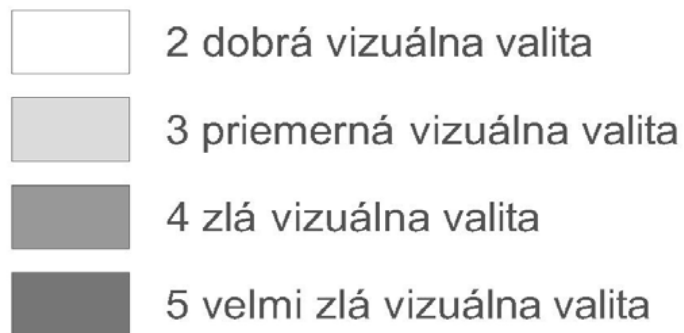 2 dobrá vizuálna valita
3 priemerná vizuálna valita
4 zlá vizuálna valita
5 velmi zlá vizuálna valita